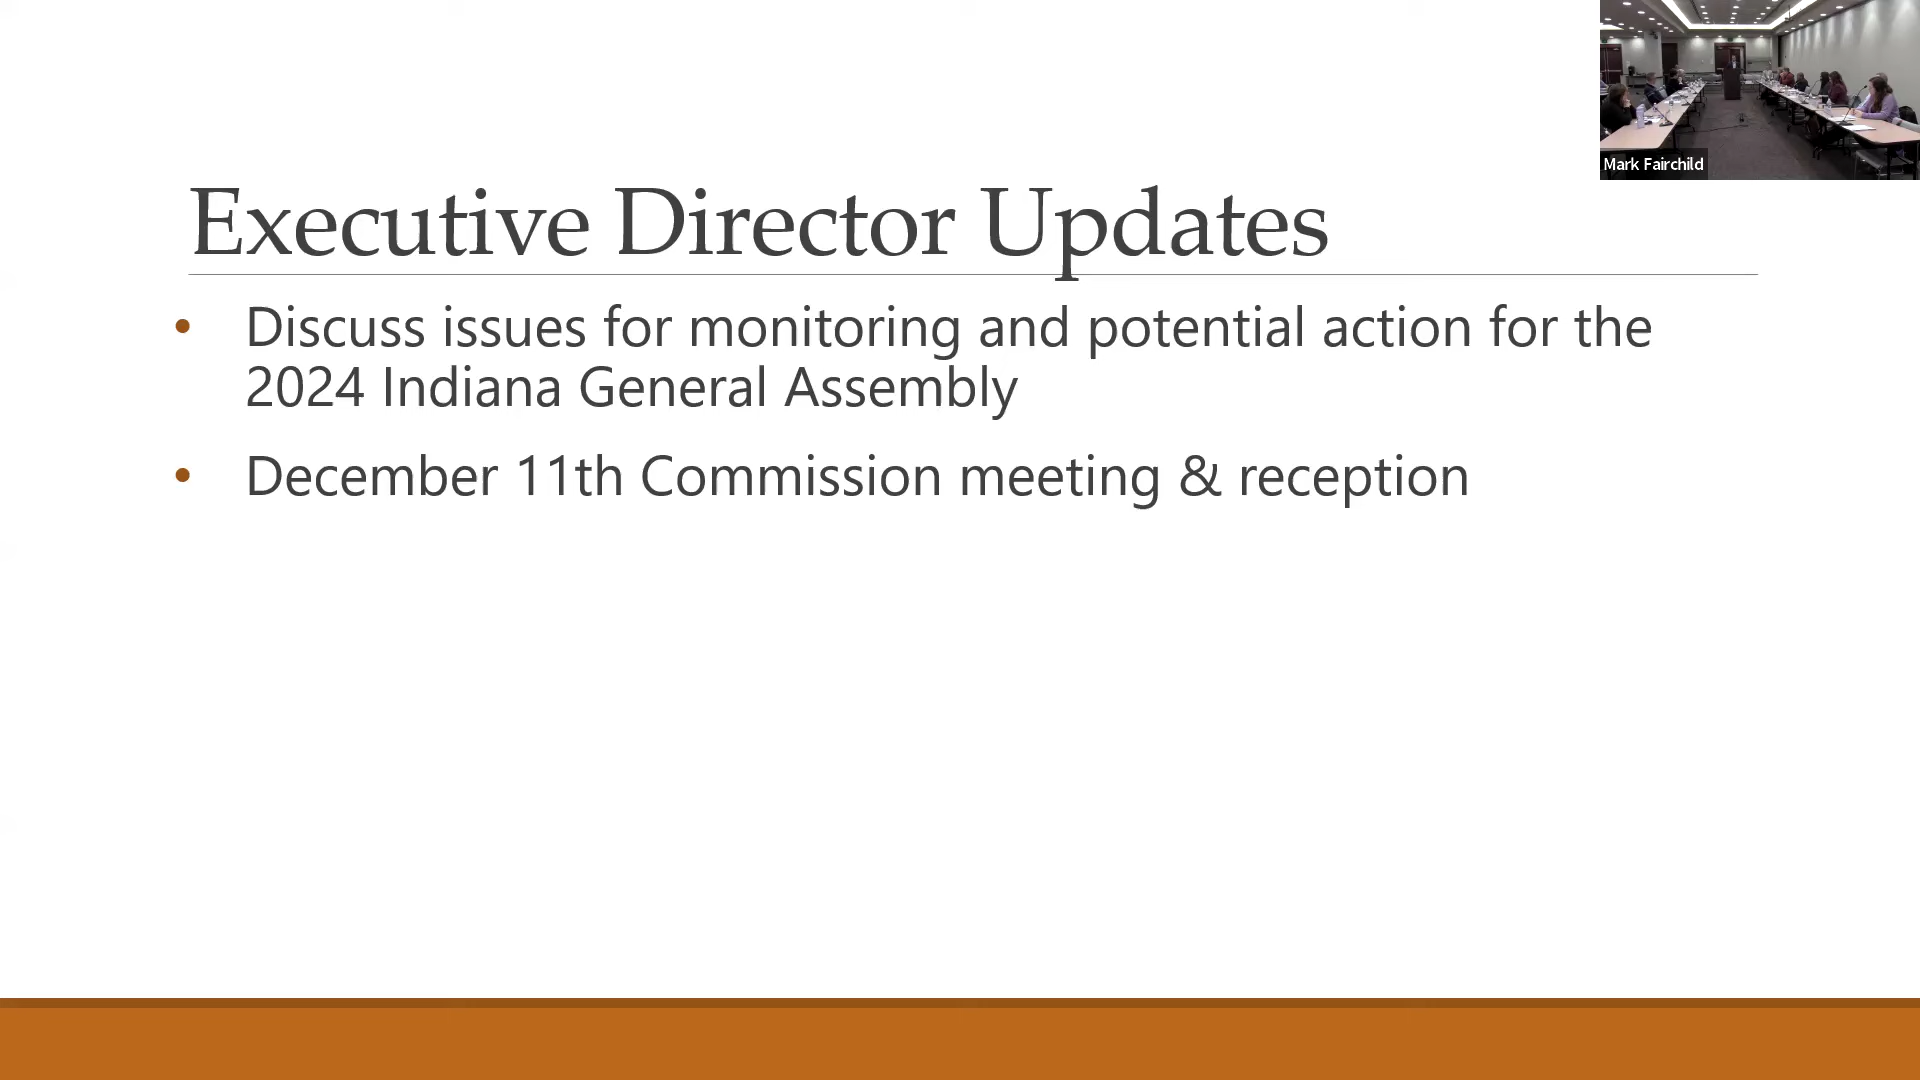 Mark Fairchild
Executive Director Updates
• Discuss issues for monitoring and potential action for the
2024 Indiana General Assembly
• December 11th Commission meeting & reception